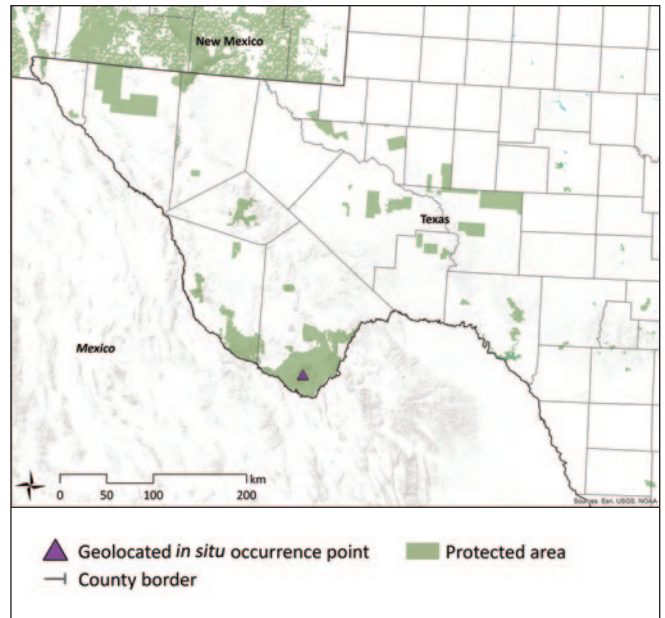 New Mexico
Texas
Mexico
km
0 50 100 200
Sources: Esri, USGS, NOAA
Geolocated in situ occurrence point
Protected area
County border